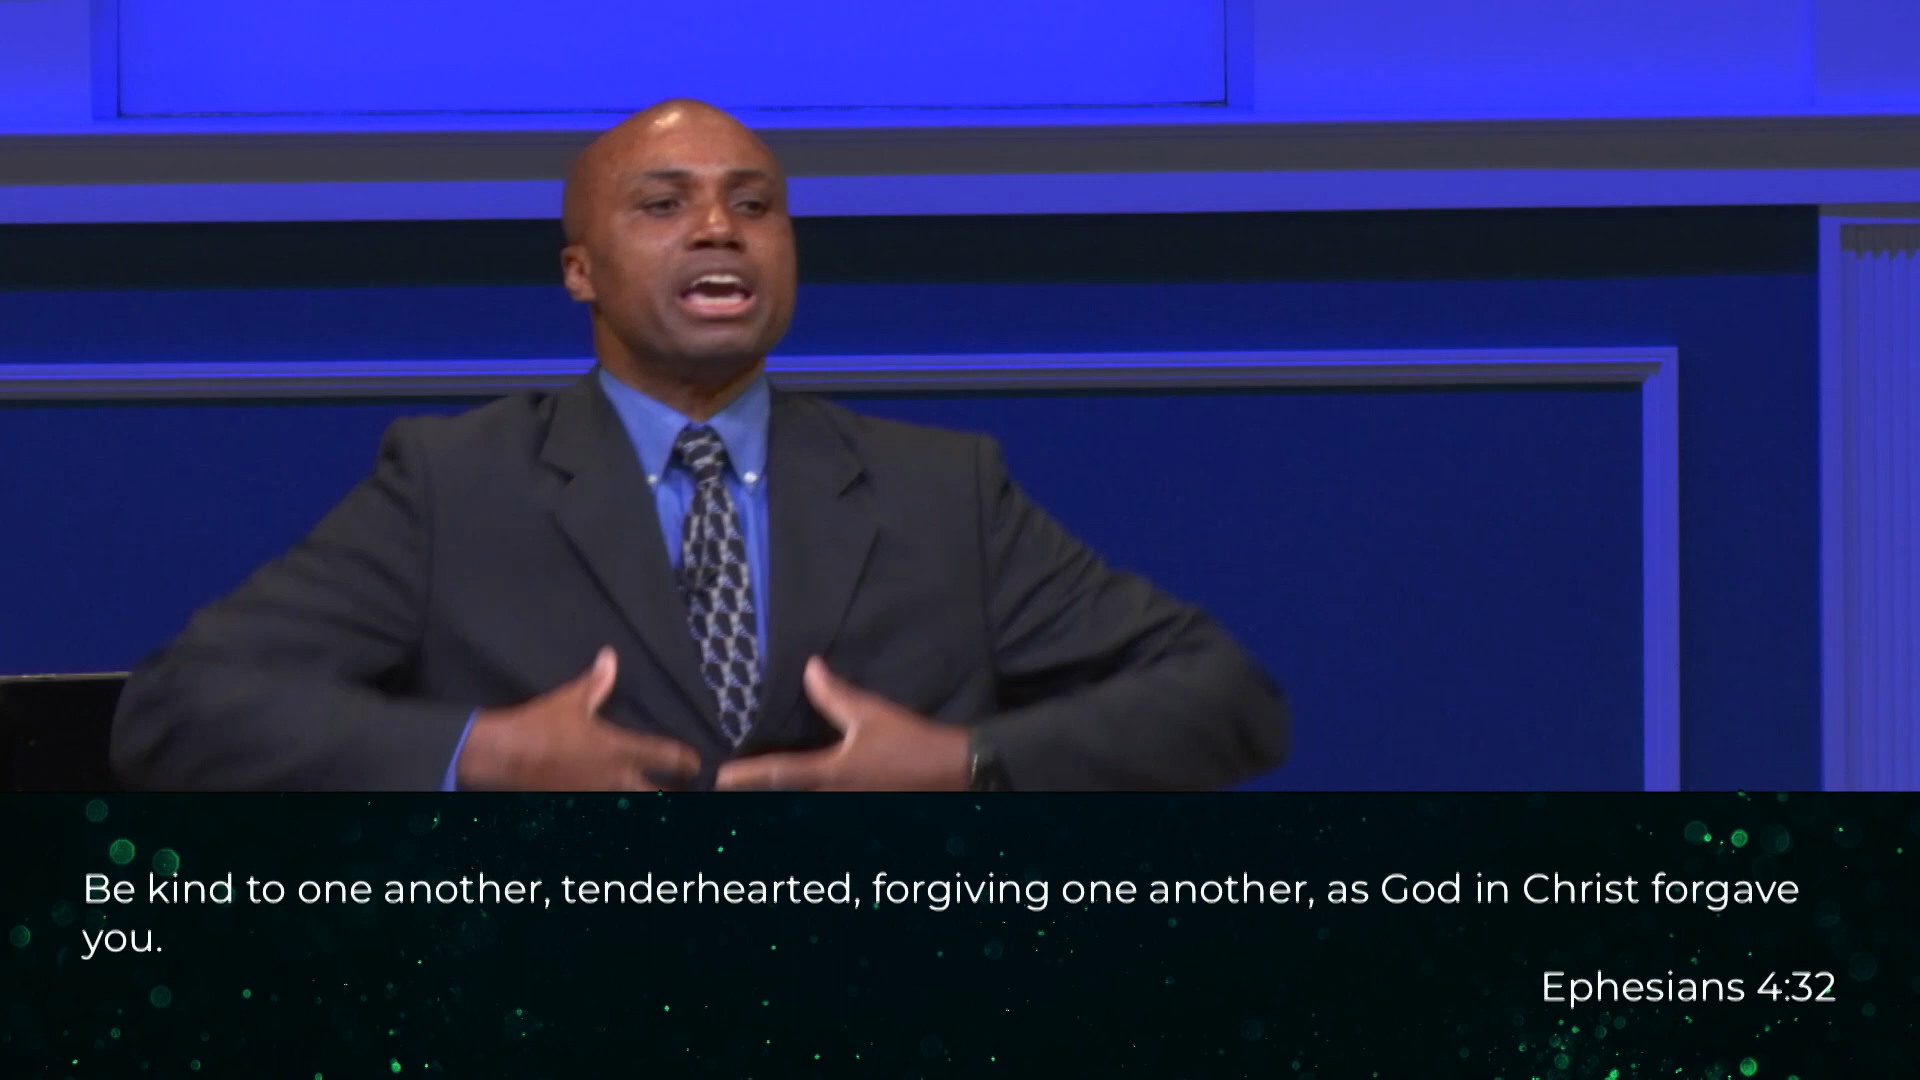 Be kind to one another, tenderhearted, forgiving one another, as God in Christ forgave
you.
Ephesians 4:32